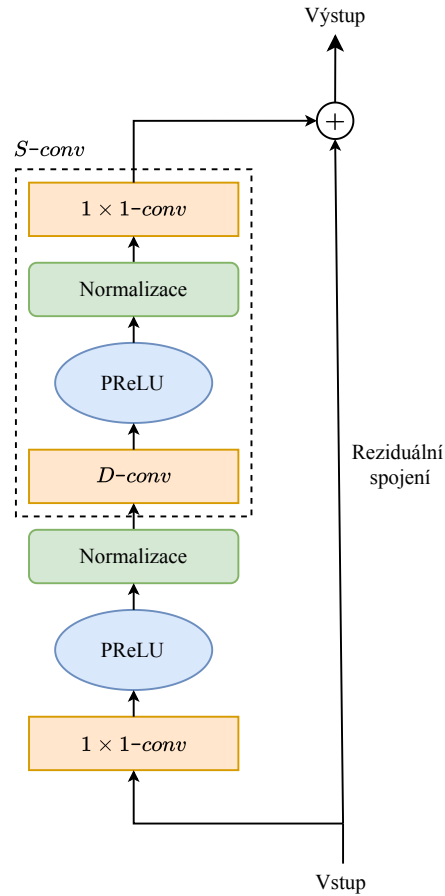 Výstup
+
S-conv
1 × 1-conv
Normalizace
PReLU
D-conv
Reziduální
spojení
Normalizace
PReLU
1 × 1-conv
Vstup